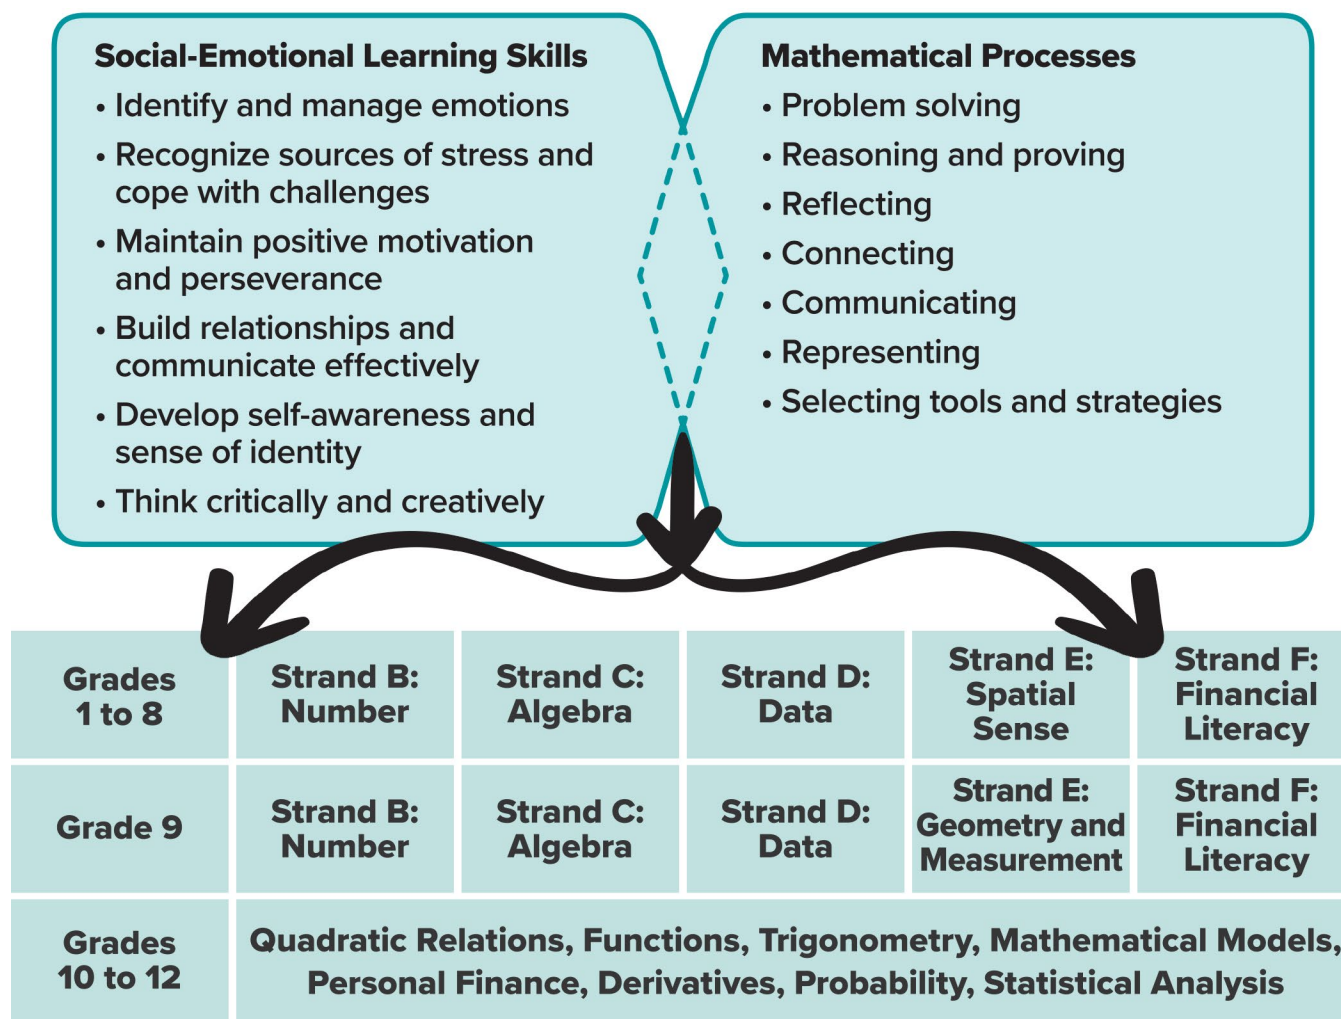 Social-Emotional Learning Skills
• Identify and manage emotions
• Recognize sources of stress and
cope with challenges
• Maintain positive motivation
and perseverance
• Build relationships and
communicate effectively
• Develop self-awareness and
sense of identity
• Think critically and creatively
Mathematical Processes
• Problem solving
• Reasoning and proving
• Reflecting
• Connecting
• Communicating
• Representing
• Selecting tools and strategies
Grades
1 to 8
Strand B:
Number
Strand C:
Algebra
Strand D:
Data
Strand E:
Spatial
Sense
Strand F:
Financial
Literacy
Grade 9
Strand B:
Number
Strand C:
Algebra
Strand D:
Data
Strand E:
Geometry and
Measurement
Strand F:
Financial
Literacy
Grades
10 to 12
Quadratic Relations, Functions, Trigonometry, Mathematical Models,
Personal Finance, Derivatives, Probability, Statistical Analysis